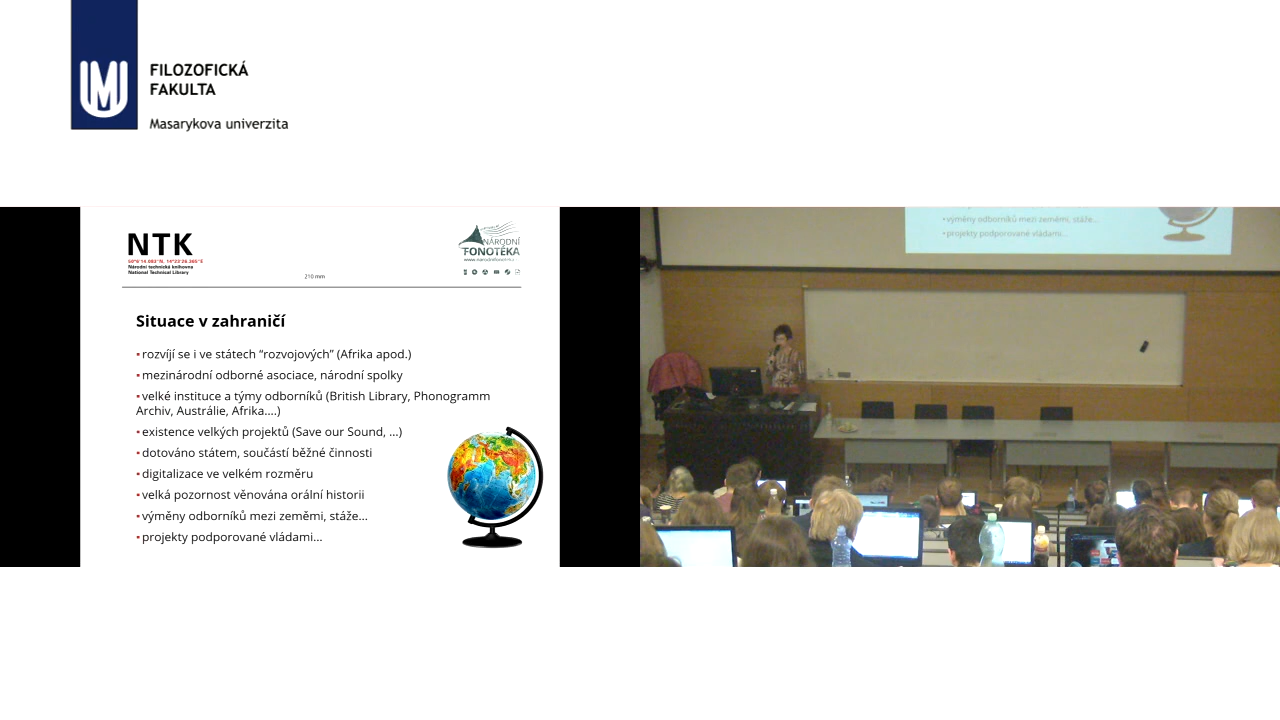 FILOZOFICKÁ
FAKULTA
Masarykova univerzita
NTK
50°6'14.083"N, 14°23'26.365"E
Národní technická knihovna
National Technical Library
210 mm
NÁRODNÍ
FONOTÉKA
Situace v zahraničí
▪rozvíjí se i ve státech “rozvojových” (Afrika apod.)
▪mezinárodní odborné asociace, národní spolky
▪velké instituce a týmy odborníků (British Library, Phonogramm
Archiv, Austrálie, Afrika....)
▪existence velkých projektů (Save our Sound, ...)
▪dotováno státem, součástí běžné činnosti
▪digitalizace ve velkém rozměru
▪velká pozornost věnována orální historii
▪výměny odborníků mezi zeměmi, stáže...
▪projekty podporované vládami...
▪výměny odborníků mezi zeměmi, stáže...
▪projekty podporované vládami...